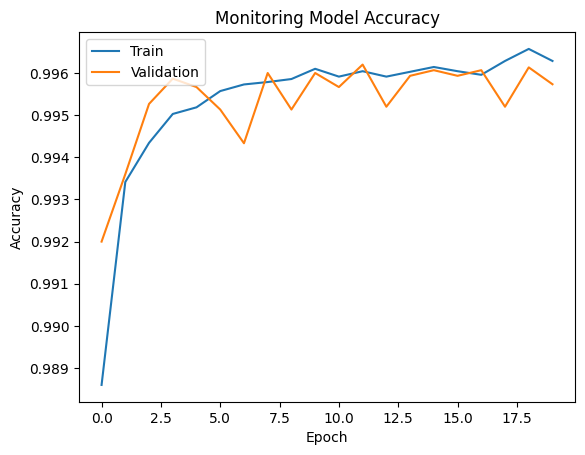 Monitoring Model Accuracy
Train
Validation
Accuracy
0.996
0.995
0.994
0.993
0.992
0.991
0.990
0.989
0.0 2.5 5.0 7.5 10.0 12.5 15.0 17.5
Epoch